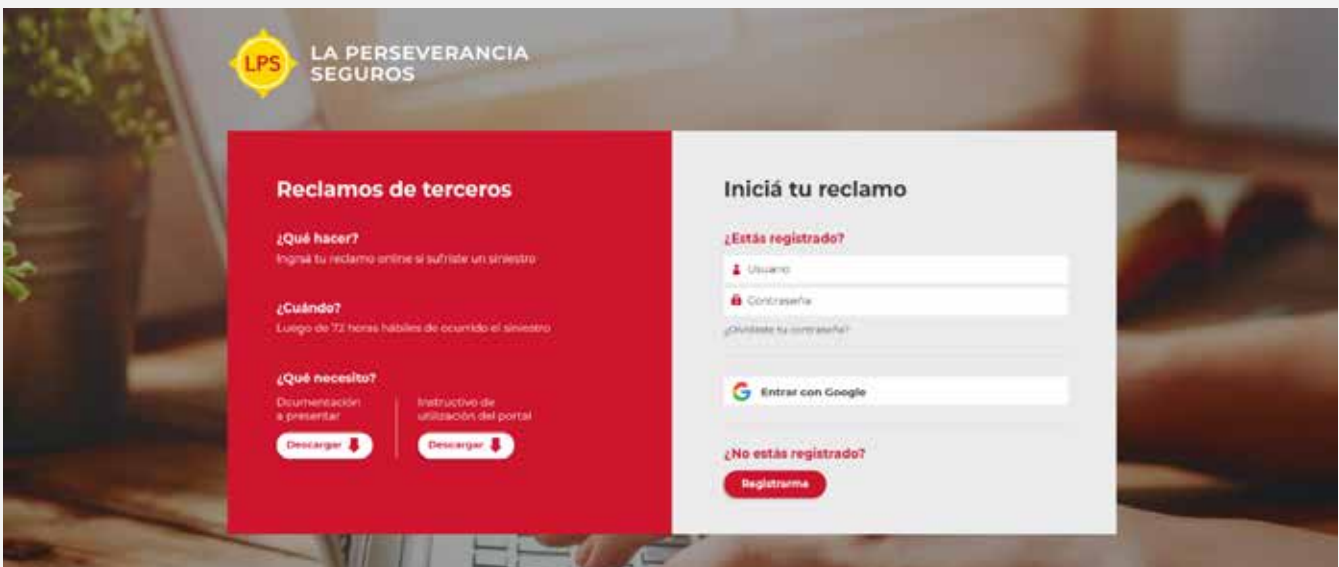 LPS
LA PERSEVERANCIA
SEGUROS
Reclamos de terceros
¿Qué hacer?
Ingresá tu reclamo online si sufriste un siniestro
¿Cuándo?
Luego de 72 horas hábiles de ocurrido el siniestro
¿Qué necesito?
Dcumentación
a presentar
Descargar
Instructivo de
utilización del portal
Descargar
Iniciá tu reclamo
¿Estás registrado?
Usuario
Contraseña
¿Olvidaste tu contraseña?
Entrar con Google
¿No estás registrado?
Registrarme